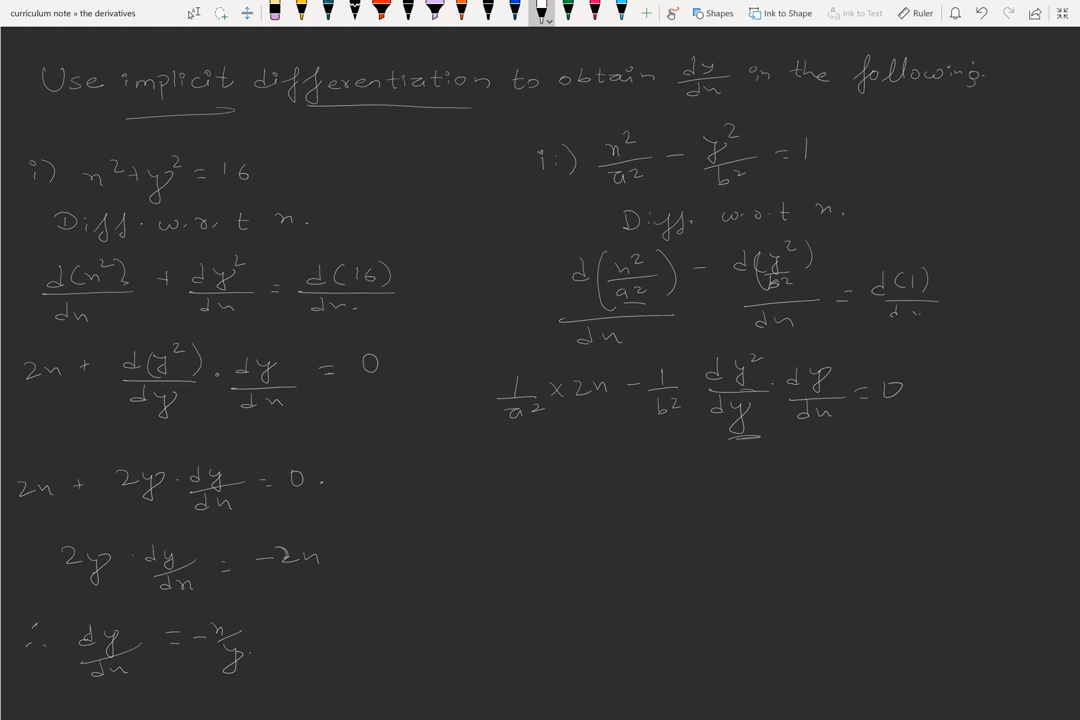 curriculum note » the derivatives
Shapes
Ink to Shape
Ink to Text
Ruler
Use implicit differentiation to obtain dy/dx in the following.
i) x² + y² = 16
Diff. w.r.t x.
d(x²)/dx + dy²/dx = d(16)/dx.
2x + d(y²)/dy · dy/dx = 0
2x + 2y · dy/dx = 0.
2y · dy/dx = -2x
∴ dy/dx = -x/y.
ii) x²/a² - y²/b² = 1
Diff. w.r.t x.
d(x²/a²)/dx - d(y²/b²)/dx = d(1)/dx
1/a² × 2x - 1/b² dy²/dy · dy/dx = 0